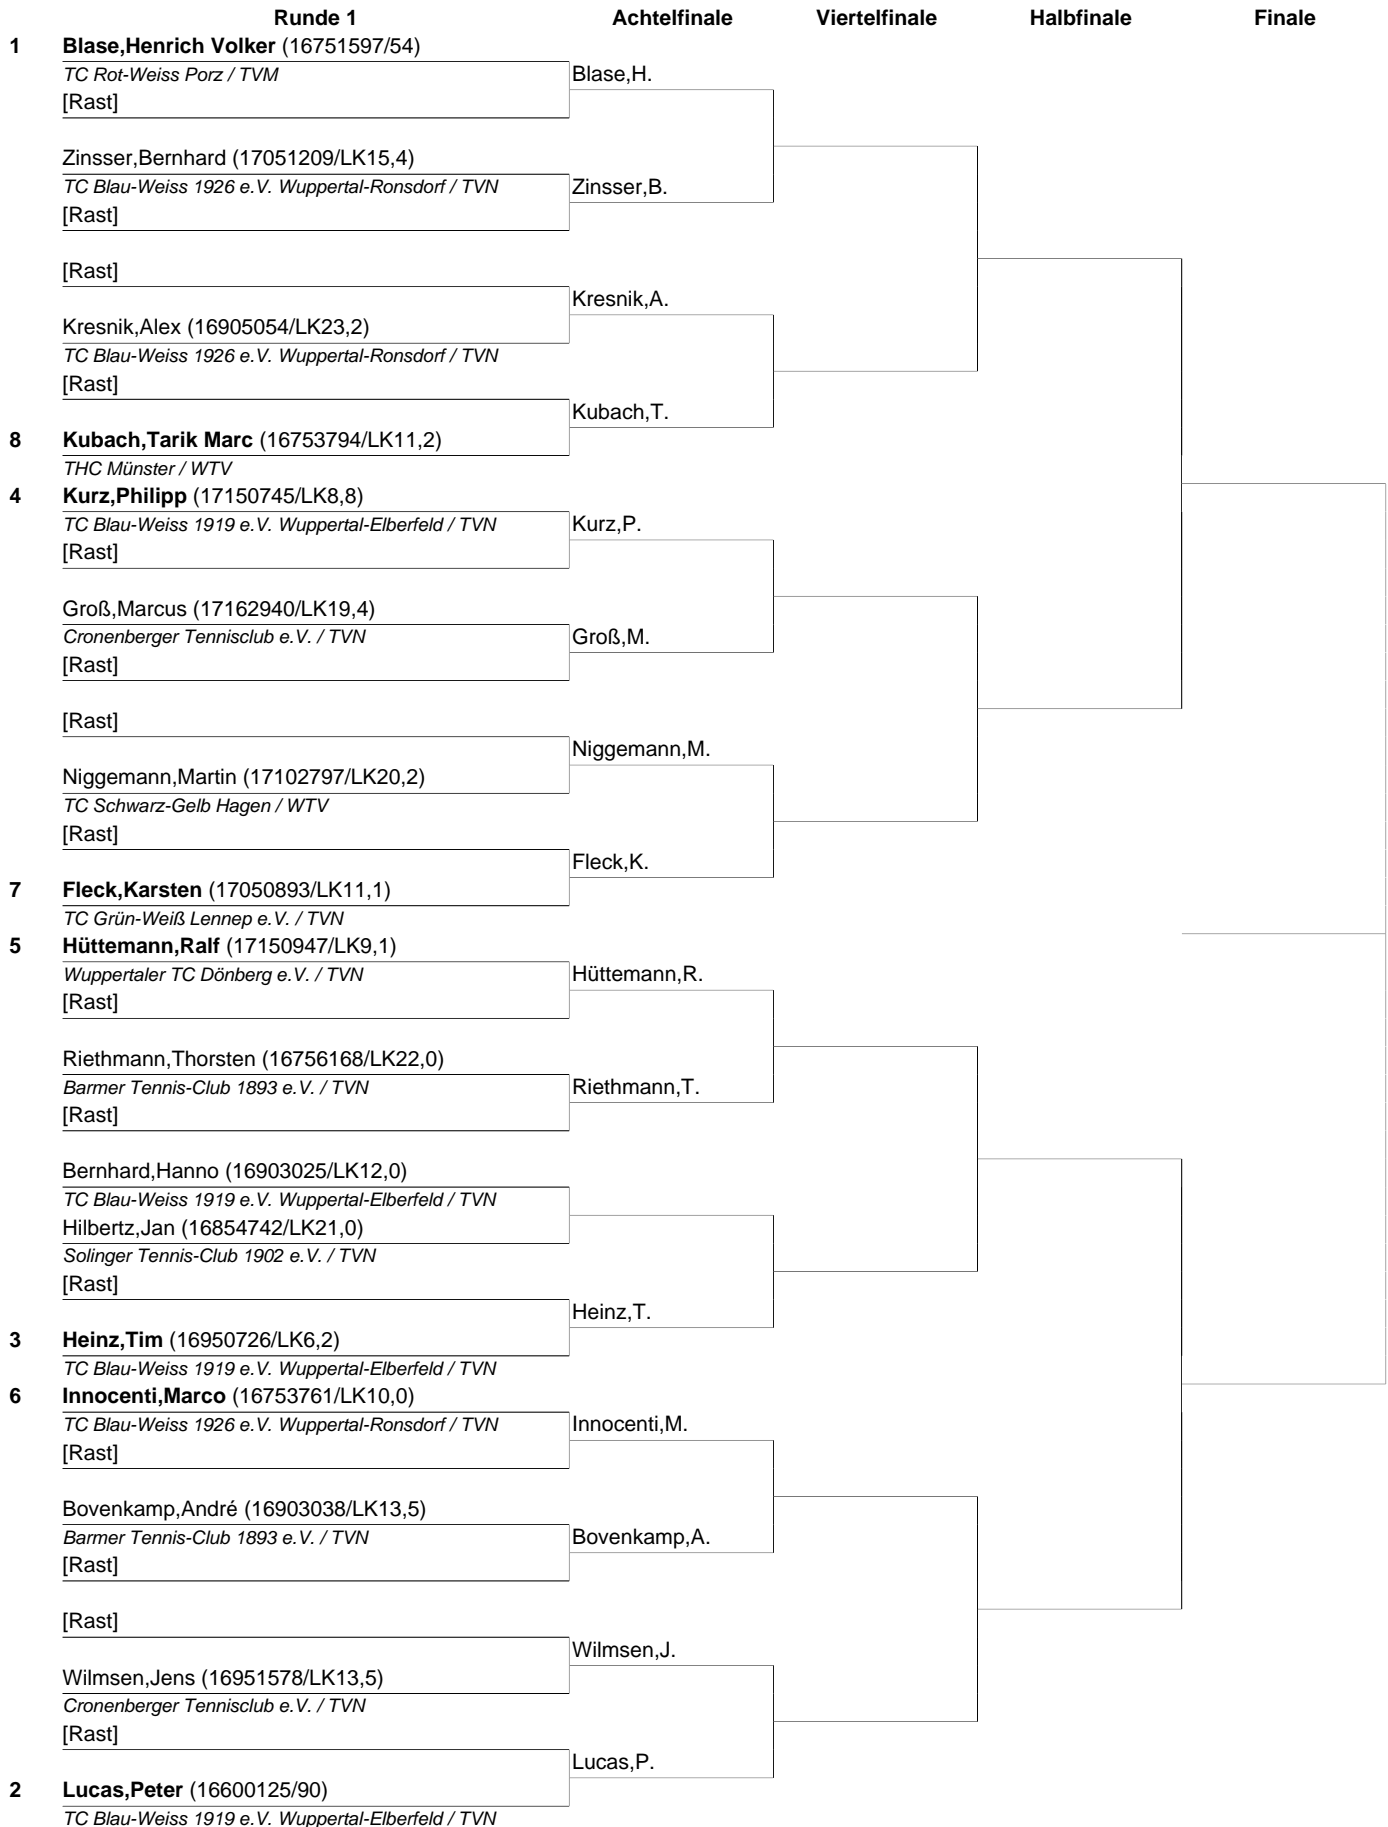 Runde 1 Achtelfinale Viertelfinale Halbfinale Finale
1 Blase,Henrich Volker (16751597/54)
TC Rot-Weiss Porz / TVM
Blase,H.
[Rast]
Zinsser,Bernhard (17051209/LK15,4)
TC Blau-Weiss 1926 e.V. Wuppertal-Ronsdorf / TVN
Zinsser,B.
[Rast]
[Rast]
Kresnik,A.
Kresnik,Alex (16905054/LK23,2)
TC Blau-Weiss 1926 e.V. Wuppertal-Ronsdorf / TVN
[Rast]
Kubach,T.
8 Kubach,Tarik Marc (16753794/LK11,2)
THC Münster / WTV
4 Kurz,Philipp (17150745/LK8,8)
TC Blau-Weiss 1919 e.V. Wuppertal-Elberfeld / TVN
Kurz,P.
[Rast]
Groß,Marcus (17162940/LK19,4)
Cronenberger Tennisclub e.V. / TVN
Groß,M.
[Rast]
[Rast]
Niggemann,M.
Niggemann,Martin (17102797/LK20,2)
TC Schwarz-Gelb Hagen / WTV
[Rast]
Fleck,K.
7 Fleck,Karsten (17050893/LK11,1)
TC Grün-Weiß Lennep e.V. / TVN
5 Hüttemann,Ralf (17150947/LK9,1)
Wuppertaler TC Dönberg e.V. / TVN
Hüttemann,R.
[Rast]
Riethmann,Thorsten (16756168/LK22,0)
Barmer Tennis-Club 1893 e.V. / TVN
Riethmann,T.
[Rast]
Bernhard,Hanno (16903025/LK12,0)
TC Blau-Weiss 1919 e.V. Wuppertal-Elberfeld / TVN
Hilbertz,Jan (16854742/LK21,0)
Solinger Tennis-Club 1902 e.V. / TVN
[Rast]
Heinz,T.
3 Heinz,Tim (16950726/LK6,2)
TC Blau-Weiss 1919 e.V. Wuppertal-Elberfeld / TVN
6 Innocenti,Marco (16753761/LK10,0)
TC Blau-Weiss 1926 e.V. Wuppertal-Ronsdorf / TVN
Innocenti,M.
[Rast]
Bovenkamp,André (16903038/LK13,5)
Barmer Tennis-Club 1893 e.V. / TVN
Bovenkamp,A.
[Rast]
[Rast]
Wilmsen,J.
Wilmsen,Jens (16951578/LK13,5)
Cronenberger Tennisclub e.V. / TVN
[Rast]
Lucas,P.
2 Lucas,Peter (16600125/90)
TC Blau-Weiss 1919 e.V. Wuppertal-Elberfeld / TVN